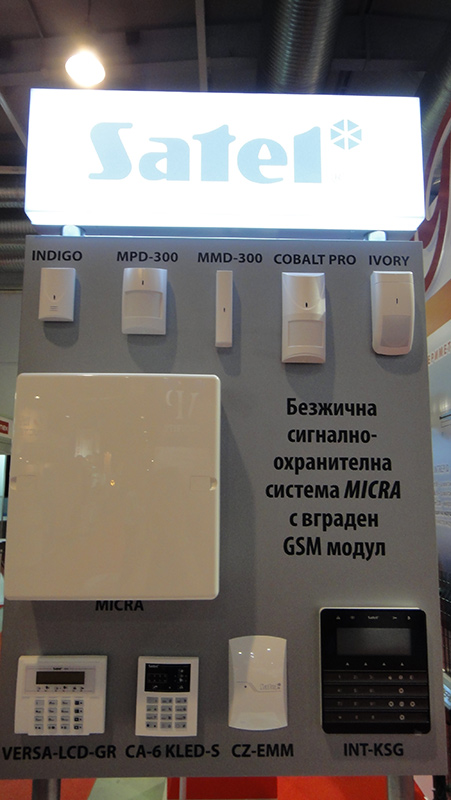 Satel
INDIGO MPD-300 MMD-300 COBALT PRO IVORY
Безжична
сигнално-
охранителна
система MICRA
с вграден
GSM модул
MICRA
VERSA-LCD-GR CA-6 KLED-S CZ-EMM INT-KSG